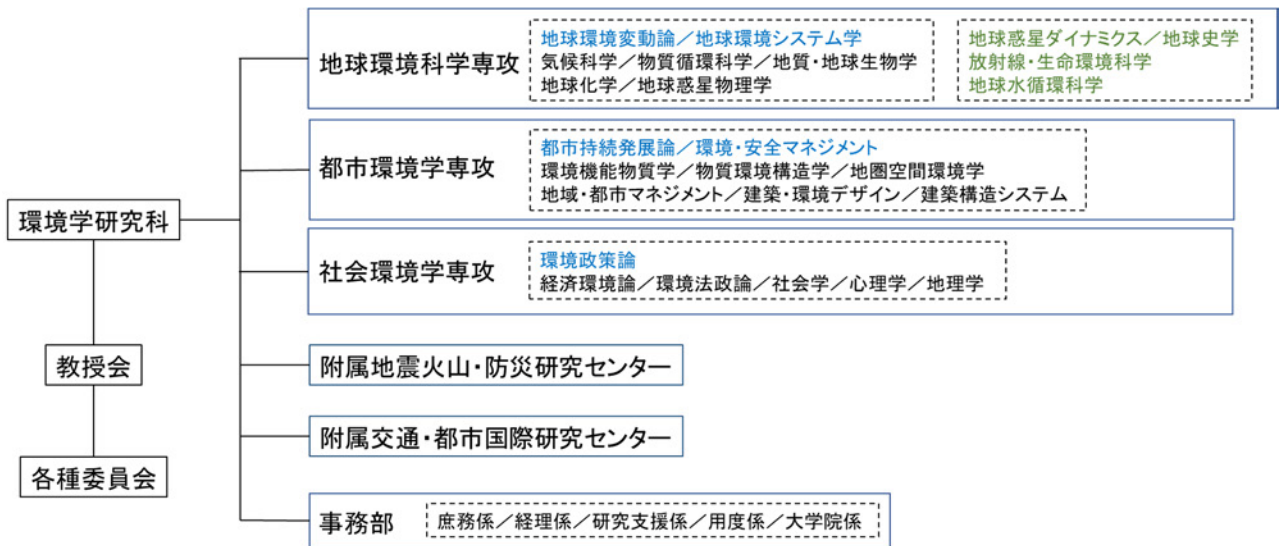 環境学研究科
教授会
各種委員会
地球環境科学専攻
地球環境変動論／地球環境システム学
気候科学／物質循環科学／地質・地球生物学
地球化学／地球惑星物理学
地球惑星ダイナミクス／地球史学
放射線・生命環境科学
地球水循環科学
都市環境学専攻
都市持続発展論／環境・安全マネジメント
環境機能物質学／物質環境構造学／地圏空間環境学
地域・都市マネジメント／建築・環境デザイン／建築構造システム
社会環境学専攻
環境政策論
経済環境論／環境法政論／社会学／心理学／地理学
附属地震火山・防災研究センター
附属交通・都市国際研究センター
事務部
庶務係／経理係／研究支援係／用度係／大学院係